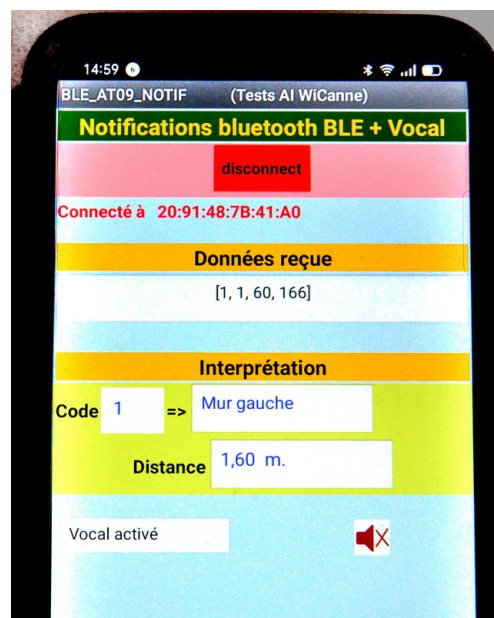 14:59 6
BLE_AT09_NOTIF (Tests AI WiCanne)
Notifications bluetooth BLE + Vocal
disconnect
Connecté à 20:91:48:7B:41:A0
Données reçue
[1, 1, 60, 166]
Interprétation
Code 1 => Mur gauche
Distance 1,60 m.
Vocal activé